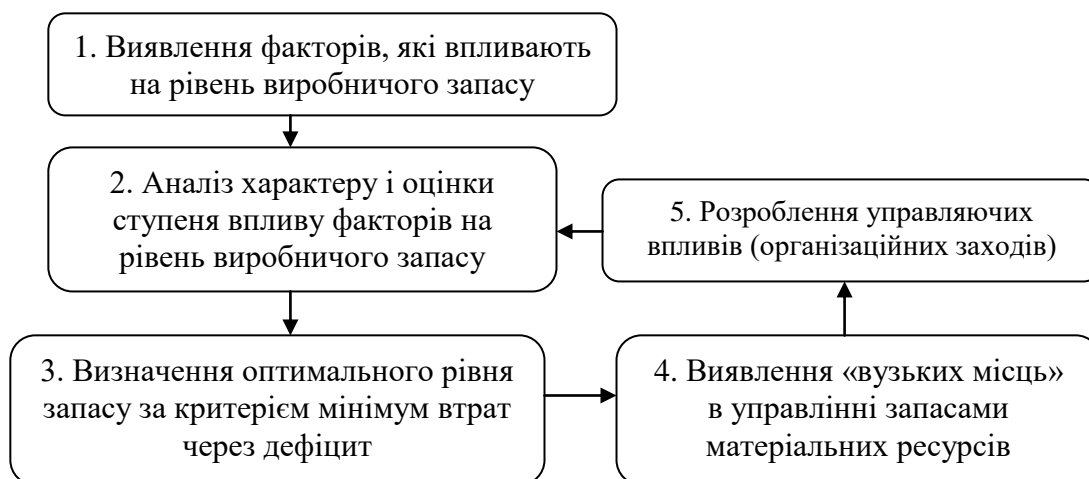 1. Виявлення факторів, які впливають
на рівень виробничого запасу
2. Аналіз характеру і оцінки
ступеня впливу факторів на
рівень виробничого запасу
3. Визначення оптимального рівня
запасу за критерієм мінімум втрат
через дефіцит
4. Виявлення «вузьких місць»
в управлінні запасами
матеріальних ресурсів
5. Розроблення управляючих
впливів (організаційних заходів)